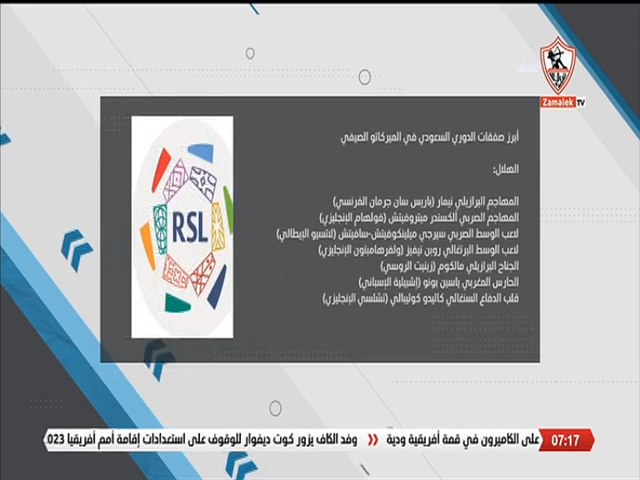 مباشر
Zamalek TV
أبرز صفقات الدوري السعودي في الميركاتو الصيفي
الهلال:
المهاجم البرازيلي نيمار (باريس سان جرمان الفرنسي)
المهاجم الصربي ألكسندر ميتروفيتش (فولهام الإنجليزي)
لاعب الوسط الصربي سيرجي ميلينكوفيتش-سافيتش (لاتسيو الإيطالي)
لاعب الوسط البرتغالي روبن نيفيز (ولفرهامبتون الإنجليزي)
الجناح البرازيلي مالكوم (زينيت الروسي)
الحارس المغربي ياسين بونو (إشبيلية الإسباني)
قلب الدفاع السنغالي كاليدو كوليبالي (تشلسي الإنجليزي)
RSL
07:17
على الكاميرون في قمة أفريقية ودية
وفد الكاف يزور كوت ديفوار للوقوف على استعدادات إقامة أمم أفريقيا 023